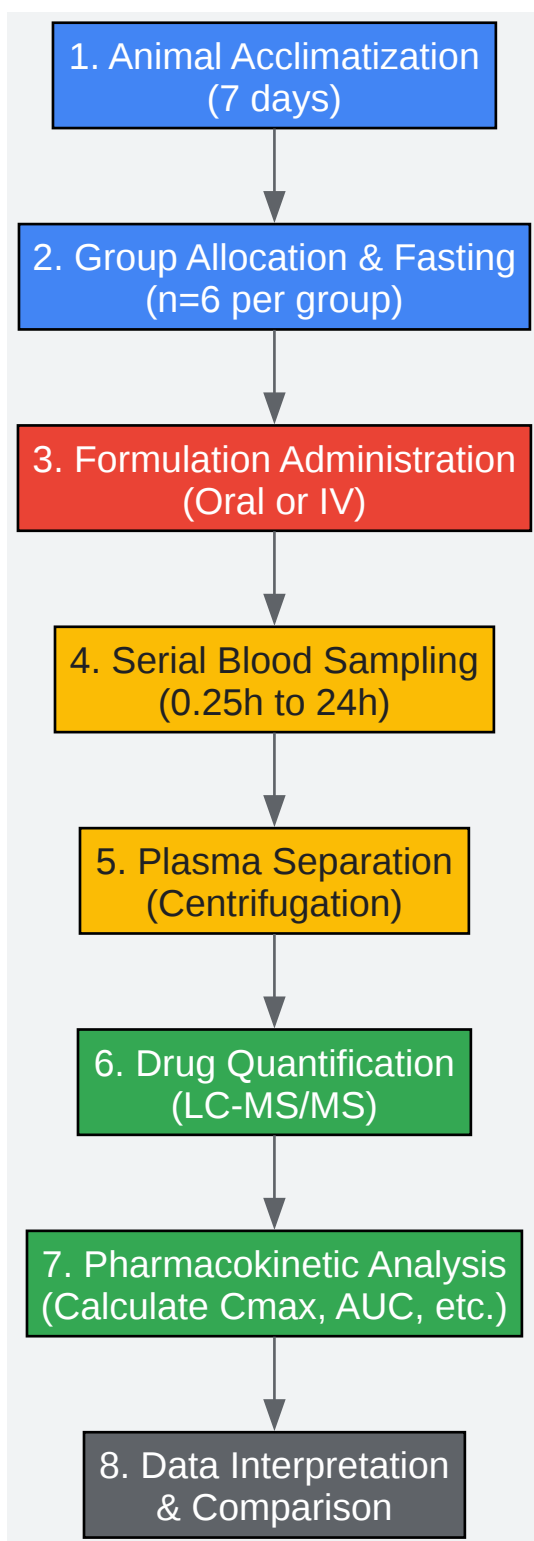 1. Animal Acclimatization
(7 days)
2. Group Allocation & Fasting
(n=6 per group)
3. Formulation Administration
(Oral or IV)
4. Serial Blood Sampling
(0.25h to 24h)
5. Plasma Separation
(Centrifugation)
6. Drug Quantification
(LC-MS/MS)
7. Pharmacokinetic Analysis
(Calculate Cmax, AUC, etc.)
8. Data Interpretation
& Comparison